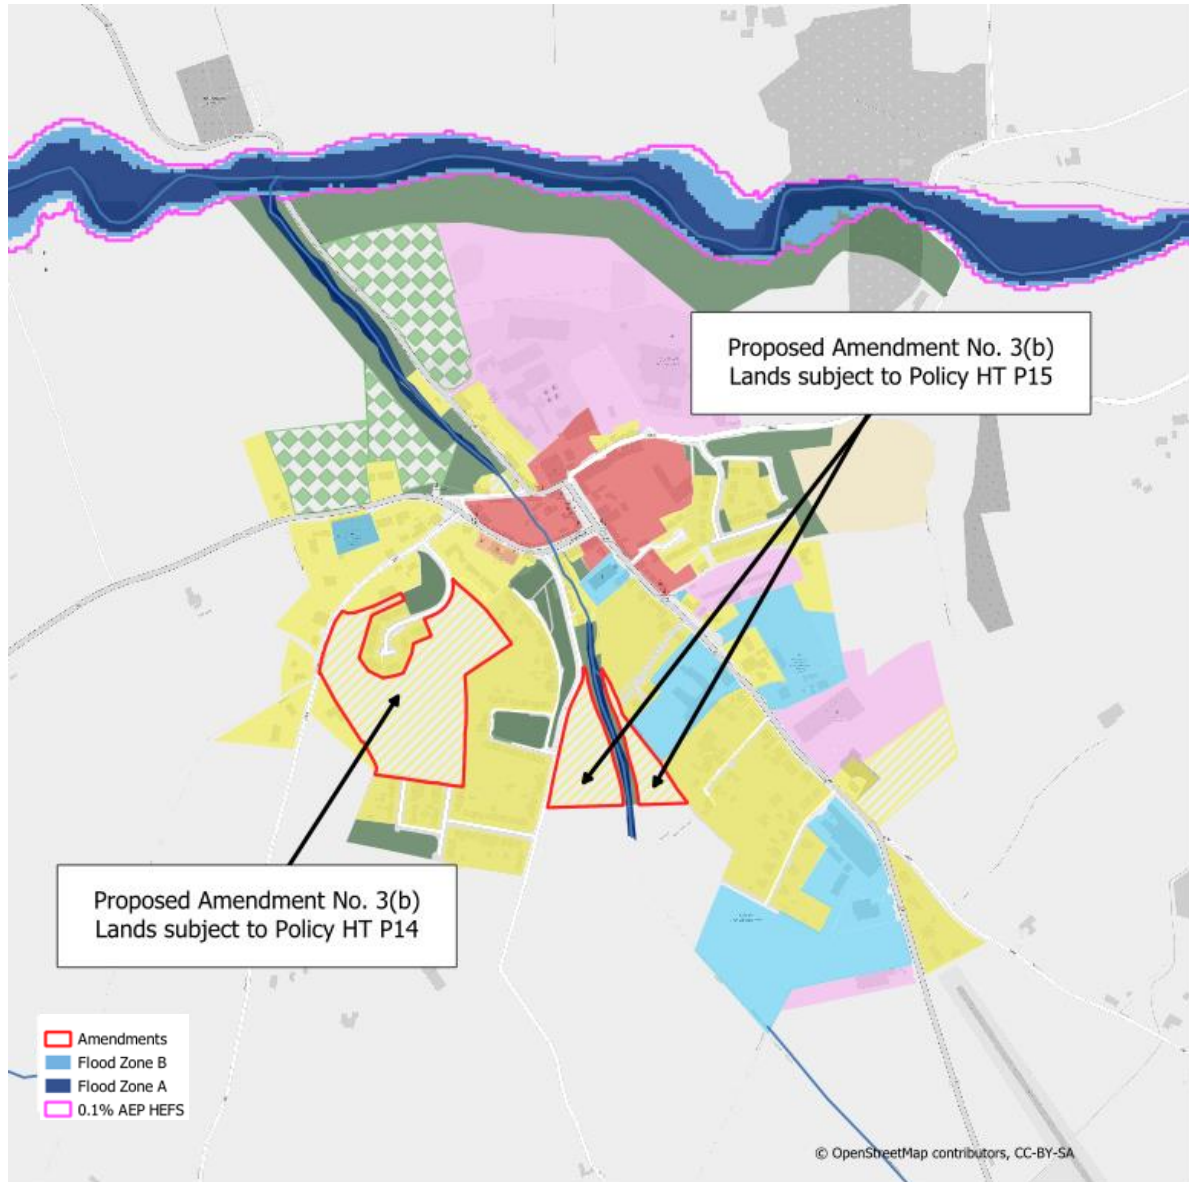 Proposed Amendment No. 3(b)
Lands subject to Policy HT P15
Proposed Amendment No. 3(b)
Lands subject to Policy HT P14
Amendments
Flood Zone B
Flood Zone A
0.1% AEP HEFS
© OpenStreetMap contributors, CC-BY-SA